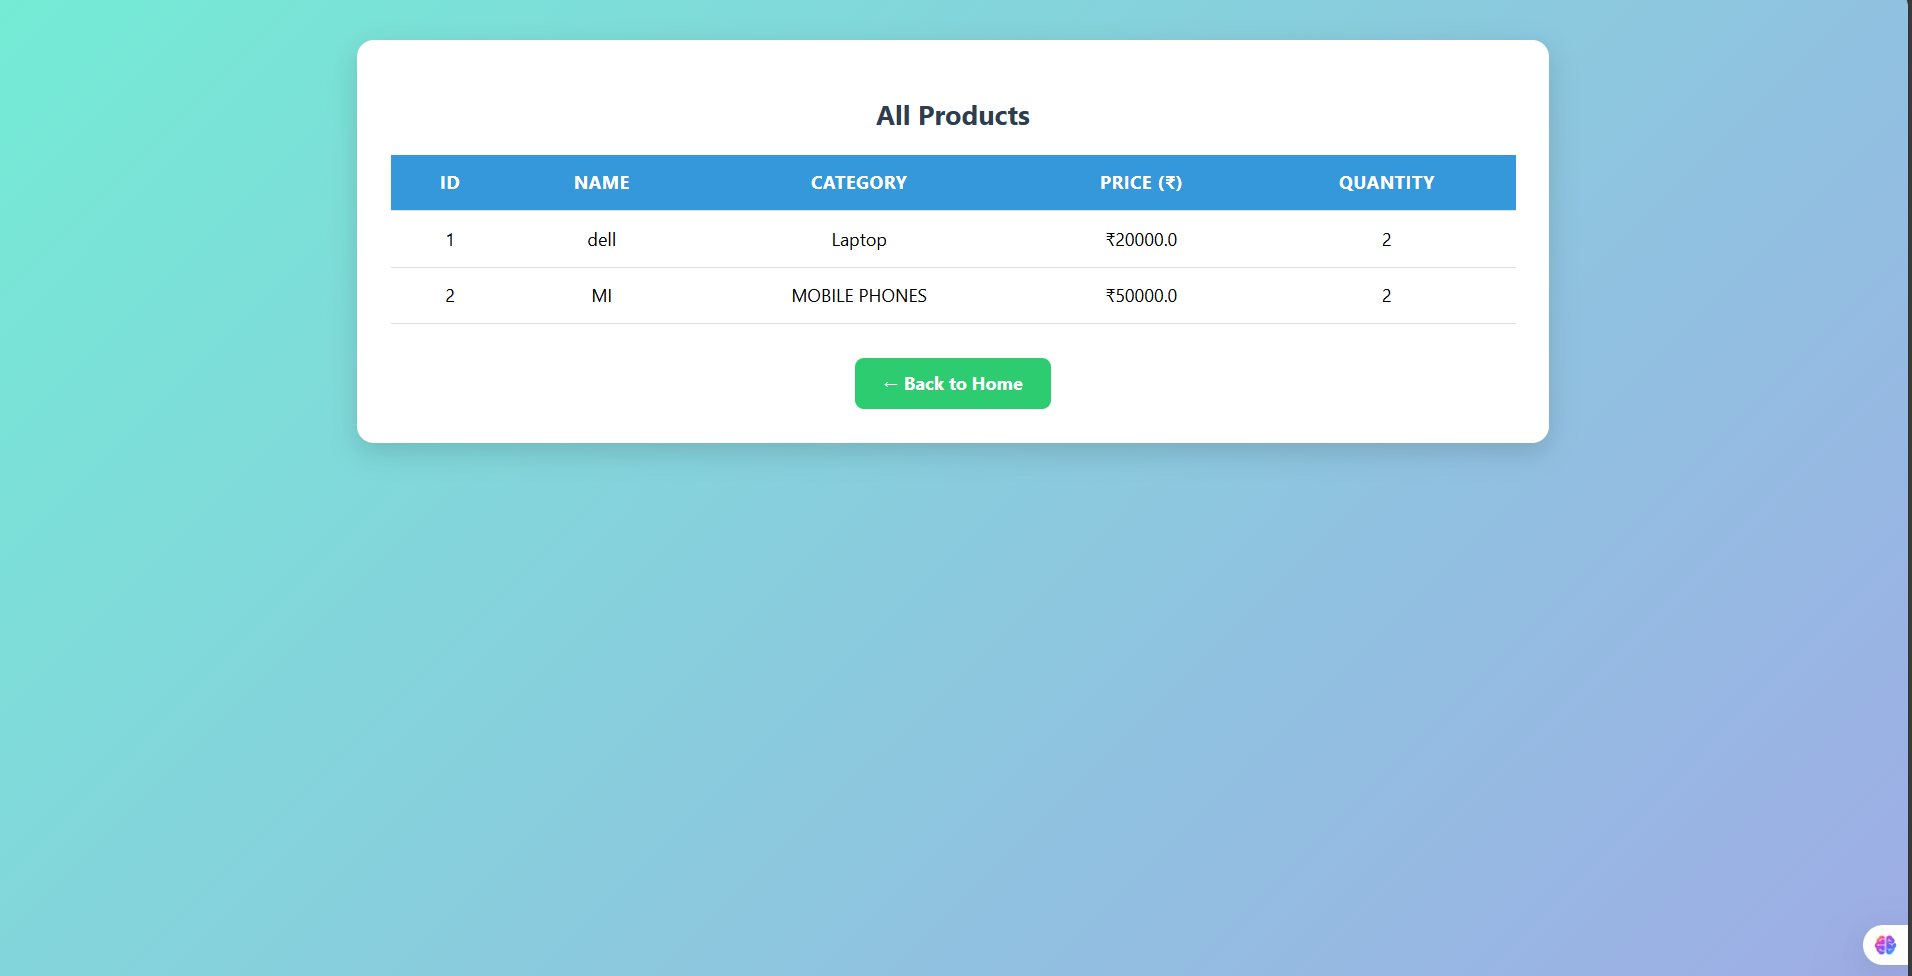 All Products
ID NAME CATEGORY PRICE (₹) QUANTITY
1 dell Laptop ₹20000.0 2
2 MI MOBILE PHONES ₹50000.0 2
← Back to Home